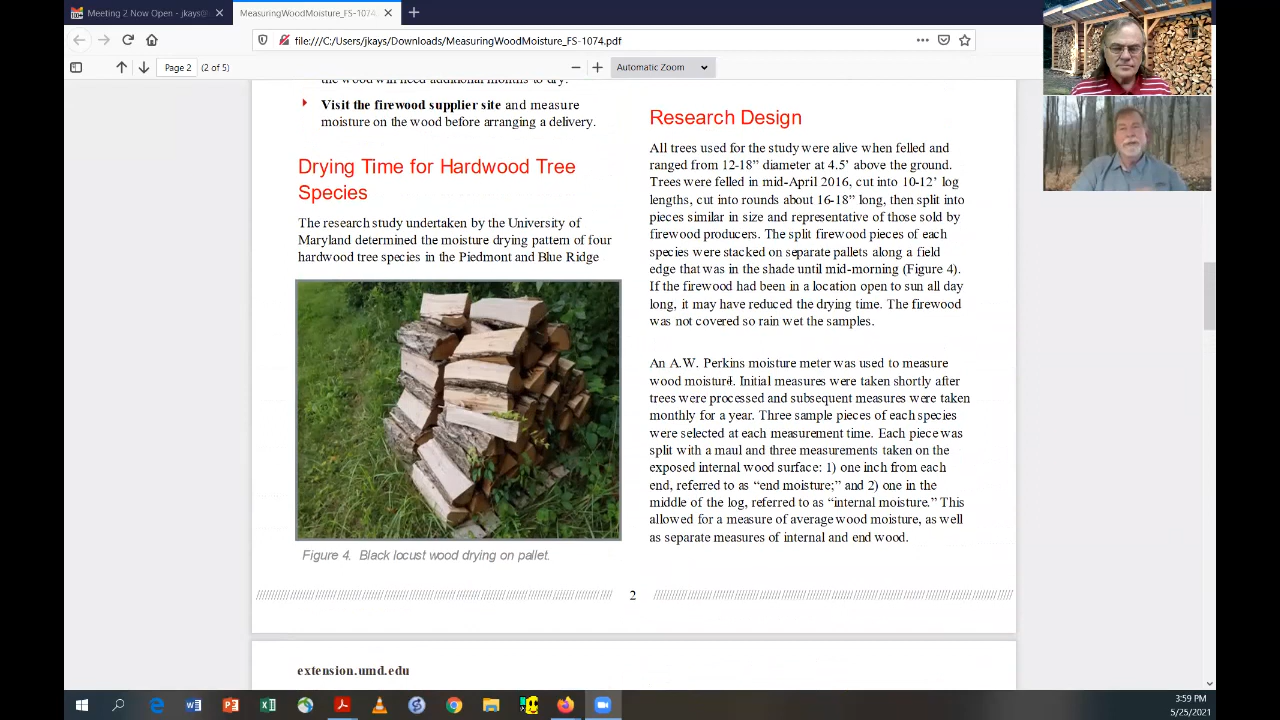 Meeting 2 Now Open - jkays@u
MeasuringWoodMoisture_FS-1074.p
file:///C:/Users/jkays/Downloads/MeasuringWoodMoisture_FS-1074.pdf
Page 2 (2 of 5)
Automatic Zoom
the wood will need additional months to dry.
Visit the firewood supplier site and measure
moisture on the wood before arranging a delivery.
Drying Time for Hardwood Tree
Species
The research study undertaken by the University of
Maryland determined the moisture drying pattern of four
hardwood tree species in the Piedmont and Blue Ridge
Figure 4. Black locust wood drying on pallet.
Research Design
All trees used for the study were alive when felled and
ranged from 12-18” diameter at 4.5’ above the ground.
Trees were felled in mid-April 2016, cut into 10-12’ log
lengths, cut into rounds about 16-18” long, then split into
pieces similar in size and representative of those sold by
firewood producers. The split firewood pieces of each
species were stacked on separate pallets along a field
edge that was in the shade until mid-morning (Figure 4).
If the firewood had been in a location open to sun all day
long, it may have reduced the drying time. The firewood
was not covered so rain wet the samples.
An A.W. Perkins moisture meter was used to measure
wood moisture. Initial measures were taken shortly after
trees were processed and subsequent measures were taken
monthly for a year. Three sample pieces of each species
were selected at each measurement time. Each piece was
split with a maul and three measurements taken on the
exposed internal wood surface: 1) one inch from each
end, referred to as “end moisture;” and 2) one in the
middle of the log, referred to as “internal moisture.” This
allowed for a measure of average wood moisture, as well
as separate measures of internal and end wood.
2
extension.umd.edu
3:59 PM
5/25/2021